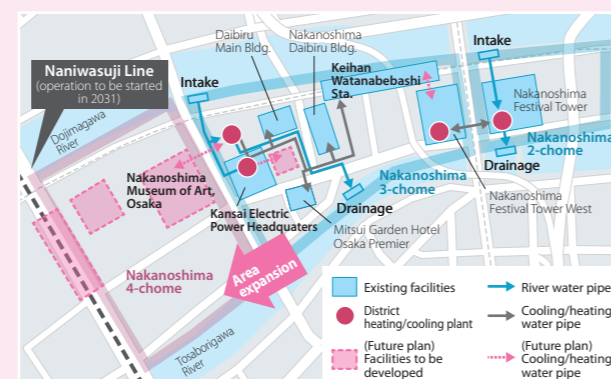 Daibiru
Main Bldg.
Nakanoshima
Daibiru Bldg.
Intake
Naniwasuji Line
(operation to be started
in 2031)
Intake
Keihan
Watanabebashi
Sta.
Nakanoshima
Festival Tower
Dojimagawa
River
Nakanoshima
2-chome
Drainage
Nakanoshima
Museum of Art,
Osaka
Nakanoshima
3-chome
Nakanoshima
Festival Tower West
Kansai Electric
Power Headquaters
Drainage
Mitsui Garden Hotel
Osaka Premier
Nakanoshima
4-chome
Area
expansion
Tosaborigawa
River
Existing facilities
River water pipe
District
heating/cooling plant
Cooling/heating
water pipe
(Future plan)
Facilities to be
developed
(Future plan)
Cooling/heating
water pipe